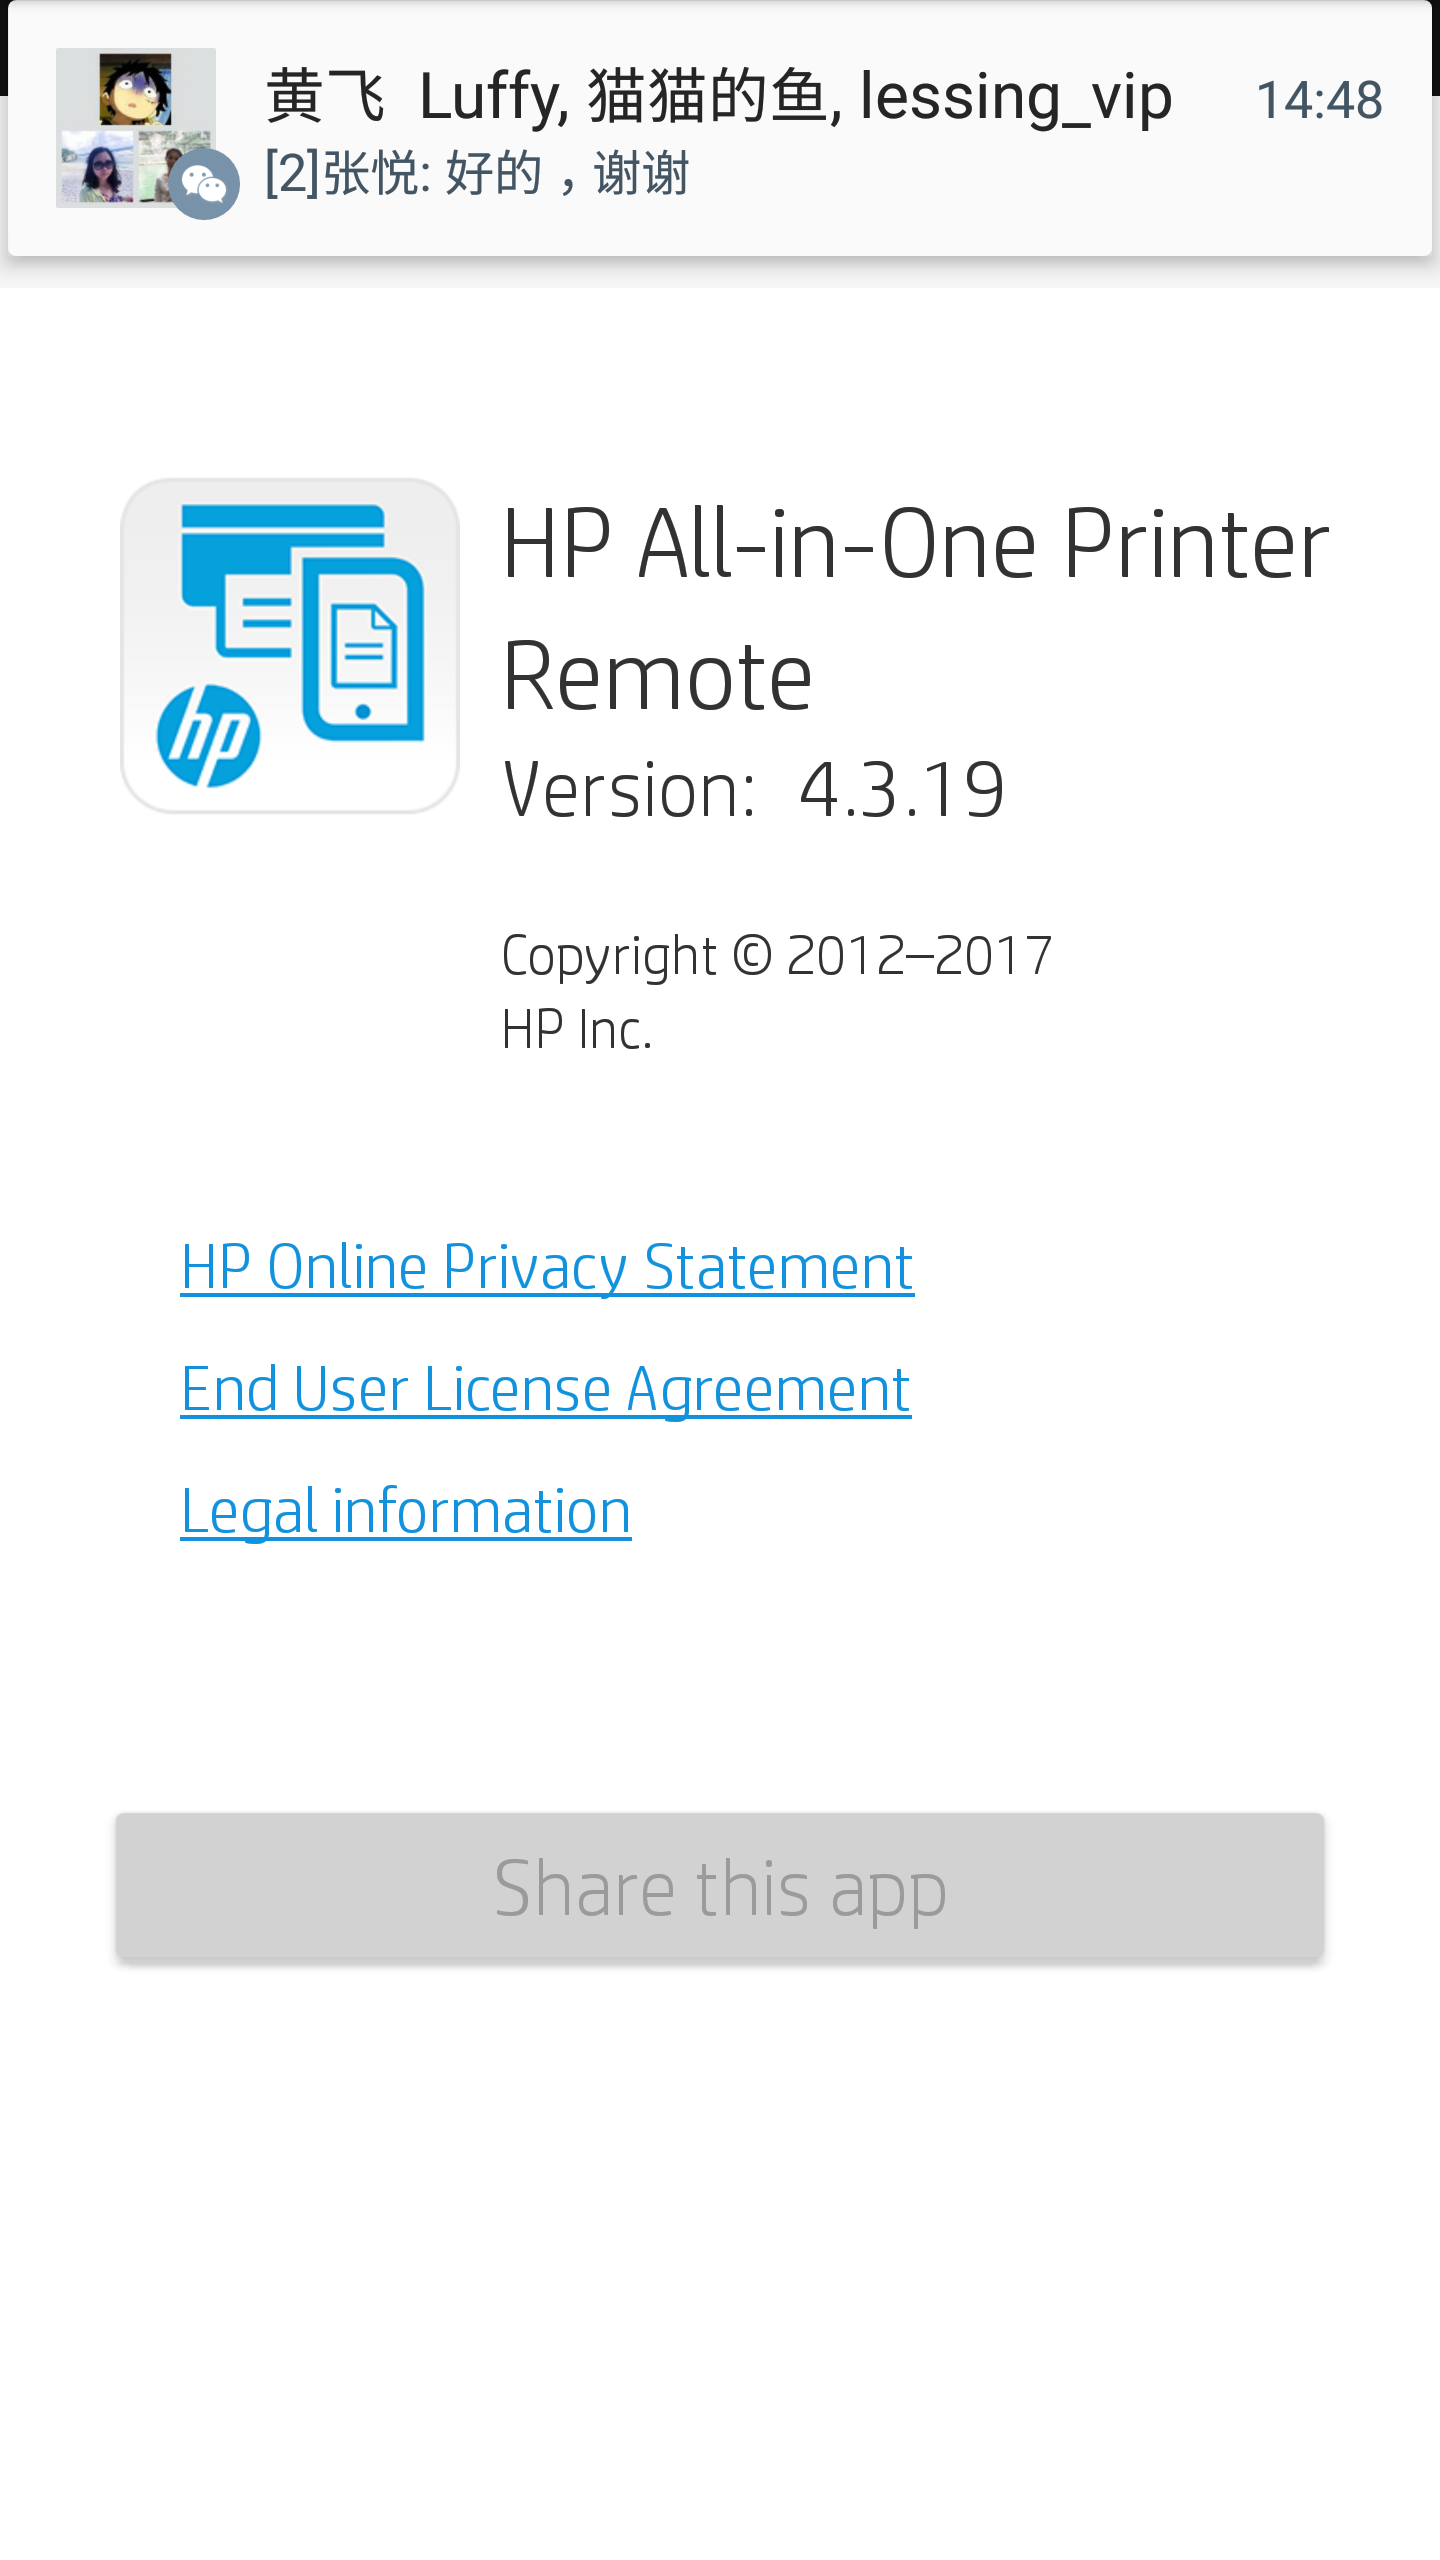 黄飞 Luffy, 猫猫的鱼, lessing_vip 14:48
[2]张悦: 好的，谢谢
hp
HP All-in-One Printer
Remote
Version: 4.3.19
Copyright © 2012–2017
HP Inc.
HP Online Privacy Statement
End User License Agreement
Legal information
Share this app